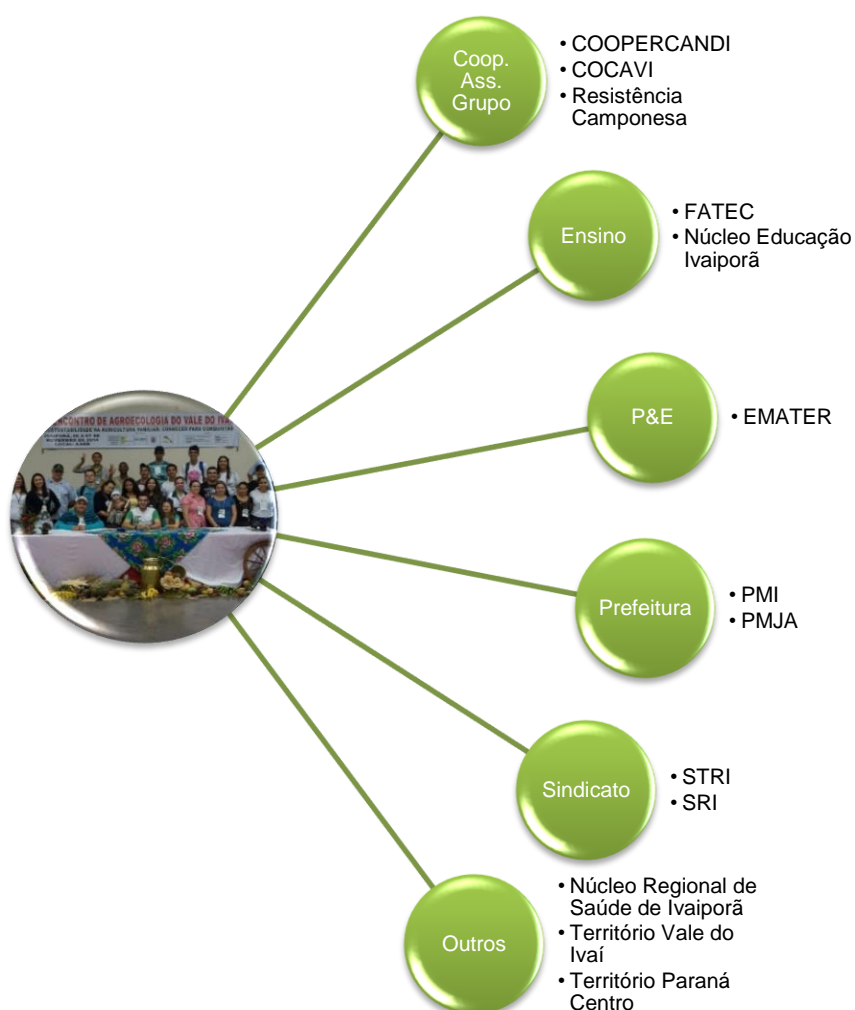 Coop.
Ass.
Grupo
• COOPERCANDI
• COCAVI
• Resistência
Camponesa
Ensino
• FATEC
• Núcleo Educação
Ivaiporã
P&E
• EMATER
ENCONTRO DE AGROECOLOGIA DO VALE DO IVA
Prefeitura
• PMI
• PMJA
Sindicato
• STRI
• SRI
Outros
• Núcleo Regional de
Saúde de Ivaiporã
• Território Vale do
Ivaí
• Território Paraná
Centro